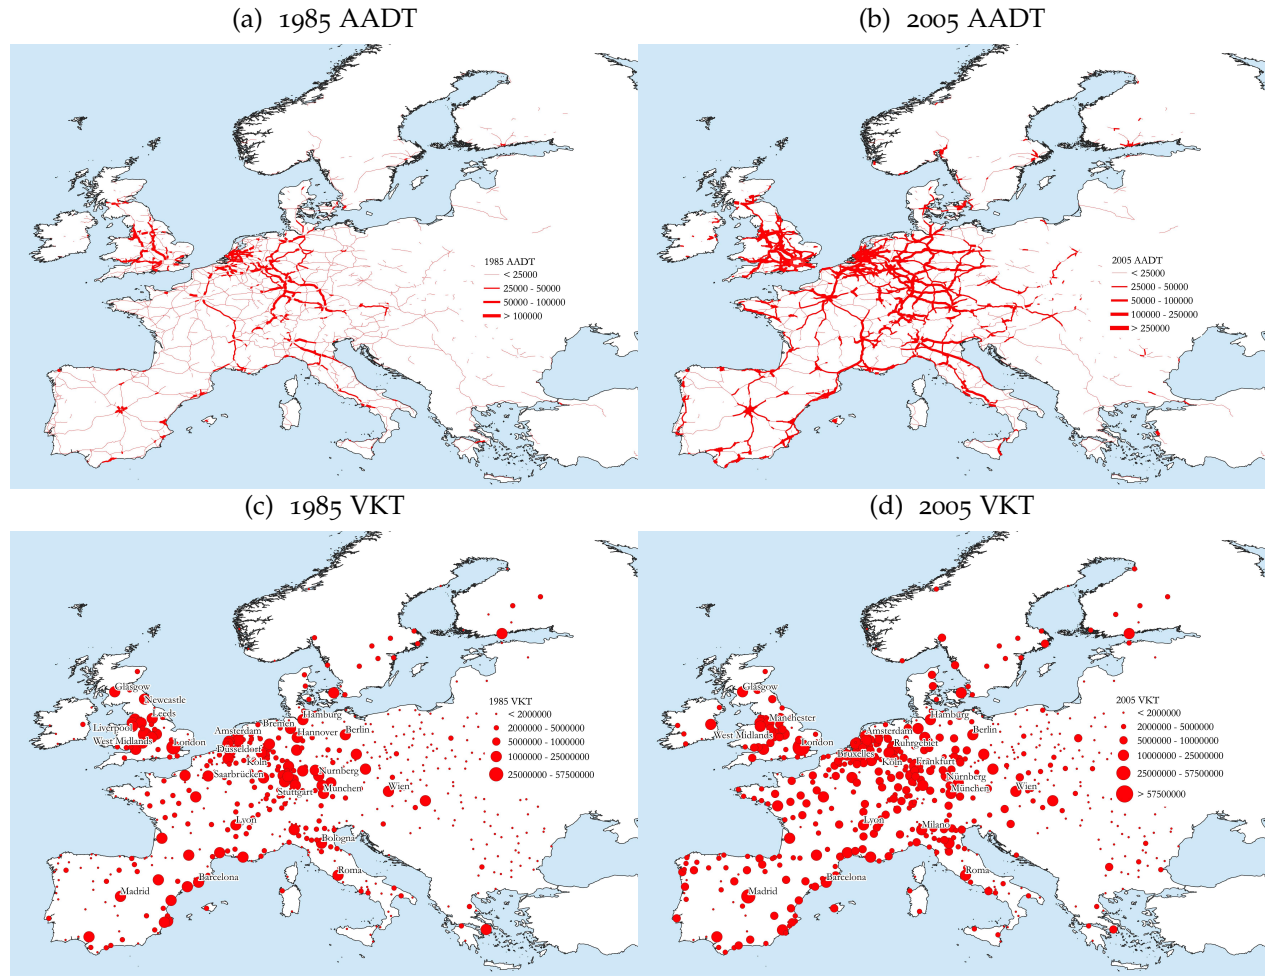 (a) 1985 AADT
(b) 2005 AADT
1985 AADT
< 25000
25000 - 50000
50000 - 100000
> 100000
2005 AADT
< 25000
25000 - 50000
50000 - 100000
100000 - 250000
> 250000
(c) 1985 VKT
(d) 2005 VKT
Glasgow
Newcastle
Leeds
Liverpool
West Midlands
London
Bremen
Hamburg
Amsterdam
Hannover
Berlin
Düsseldorf
Köln
Saarbrücken
Nurnberg
Stuttgart
München
Wien
Lyon
Bologna
Roma
Barcelona
Madrid
1985 VKT
< 2000000
2000000 - 5000000
5000000 - 1000000
1000000 - 25000000
25000000 - 57500000
Glasgow
Manchester
West Midlands
London
Hamburg
Amsterdam
Berlin
Ruhrgebiet
Bruxelles
Köln
Frankfurt
Nürnberg
München
Wien
Lyon
Milano
Roma
Barcelona
Madrid
2005 VKT
< 2000000
2000000 - 5000000
5000000 - 10000000
10000000 - 25000000
25000000 - 57500000
> 57500000